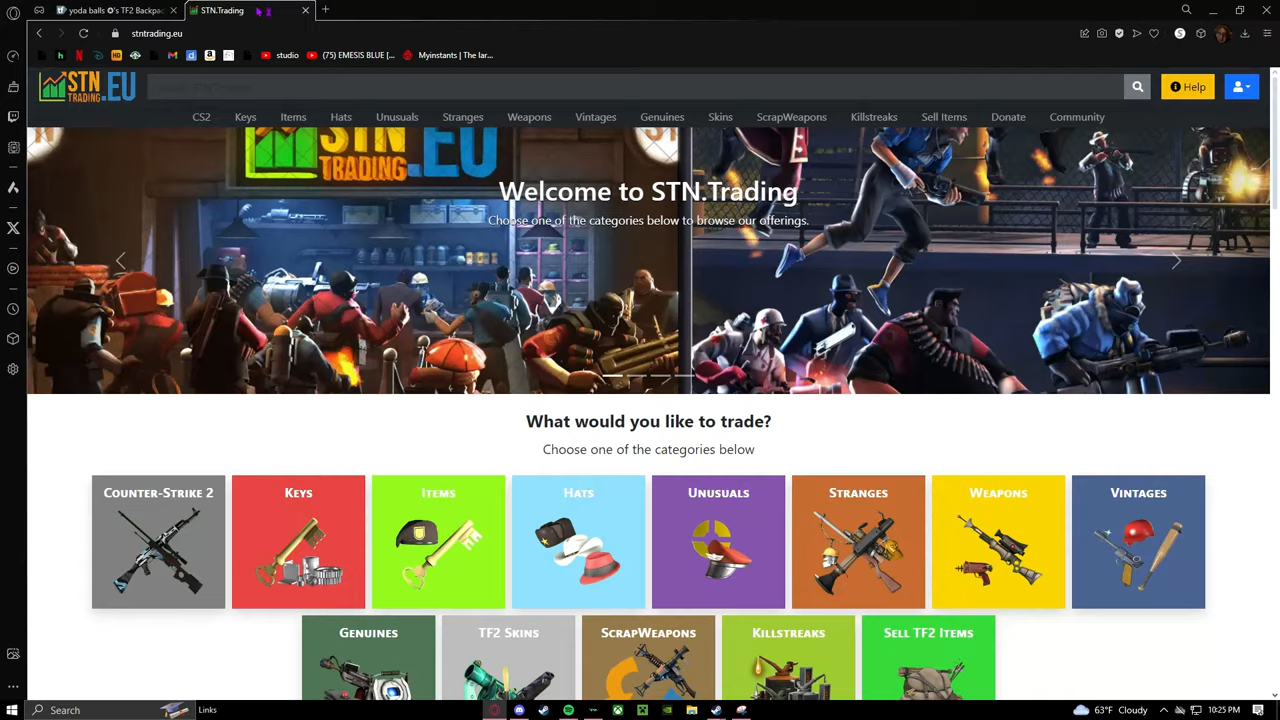 yoda balls ✪'s TF2 Backpac
STN.Trading
stntrading.eu
studio
(75) EMESIS BLUE [...
Myinstants | The lar...
STN
TRADING.EU
Help
CS2
Keys
Items
Hats
Unusuals
Stranges
Weapons
Vintages
Genuines
Skins
ScrapWeapons
Killstreaks
Sell Items
Donate
Community
STN
TRADING.EU
Welcome to STN.Trading
Choose one of the categories below to browse our offerings.
What would you like to trade?
Choose one of the categories below
Counter-Strike 2
Keys
Items
Hats
Unusuals
Stranges
Weapons
Vintages
Genuines
TF2 Skins
ScrapWeapons
Killstreaks
Sell TF2 Items
Search
Links
63°F Cloudy
10:25 PM